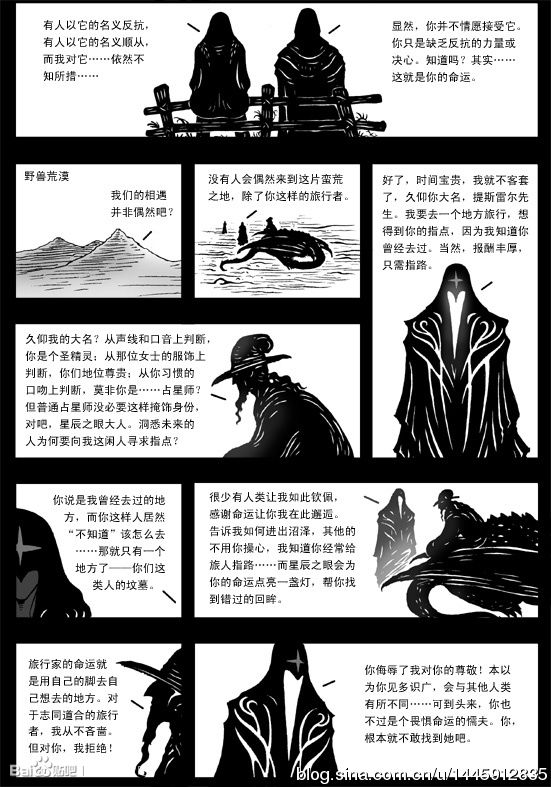 有人以它的名义反抗,
有人以它的名义顺从,
而我对它……依然不
知所措……
显然,你并不情愿接受它。
你只是缺乏反抗的力量或
决心。知道吗?其实……
这就是你的命运。
野兽荒漠
我们的相遇
并非偶然吧?
没有人会偶然来到这片蛮荒
之地,除了你这样的旅行者。
好了,时间宝贵,我就不客套
了,久仰你大名,提斯雷尔先
生。我要去一个地方旅行,想
得到你的指点,因为我知道你
曾经去过。当然,报酬丰厚,
只需指路。
久仰我的大名?从声线和口音上判断,
你是个圣精灵;从那位女士的服饰上
判断,你们地位尊贵;从你习惯的
口吻上判断,莫非你是……占星师?
但普通占星师没必要这样掩饰身份,
对吧,星辰之眼大人。洞悉未来的
人为何要向我这闲人寻求指点?
你说是我曾经去过的地
方,而你这样人居然
“不知道”该怎么去
……那就只有一个
地方了——你们这
类人的坟墓。
很少有人类让我如此钦佩,
感谢命运让你我在此邂逅。
告诉我如何进出沼泽,其他的
不用你操心,我知道你经常给
旅人指路……而星辰之眼会为
你的命运点亮一盏灯,帮你找
到错过的回眸。
旅行家的命运就
是用自己的脚去自
己想去的地方。对
于志同道合的旅行
者,我从不吝啬。
但对你,我拒绝!
你侮辱了我对你的尊敬!本以
为你见多识广,会与其他人类
有所不同……可到头来,你也
不过是个畏惧命运的懦夫。你,
根本就不敢找到她吧。
Bai 贴吧
blog.sina.com.cn/u/1445912835